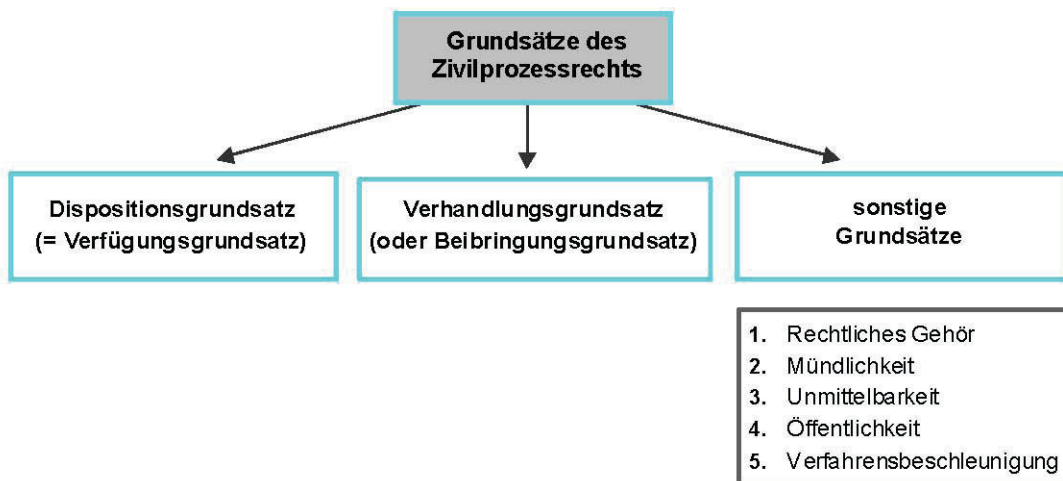 Grundsätze des
Zivilprozessrechts
Dispositionsgrundsatz
(= Verfügungsgrundsatz)
Verhandlungsgrundsatz
(oder Beibringungsgrundsatz)
sonstige
Grundsätze
1. Rechtliches Gehör
2. Mündlichkeit
3. Unmittelbarkeit
4. Öffentlichkeit
5. Verfahrensbeschleunigung